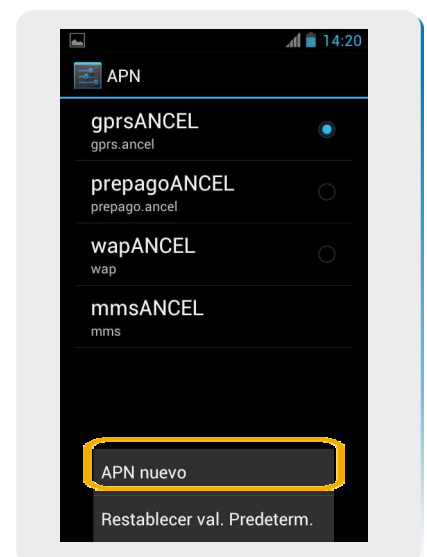 14:20
APN
gprsANCEL
gprs.ancel
prepagoANCEL
prepago.ancel
wapANCEL
wap
mmsANCEL
mms
APN nuevo
Restablecer val. Predeterm.